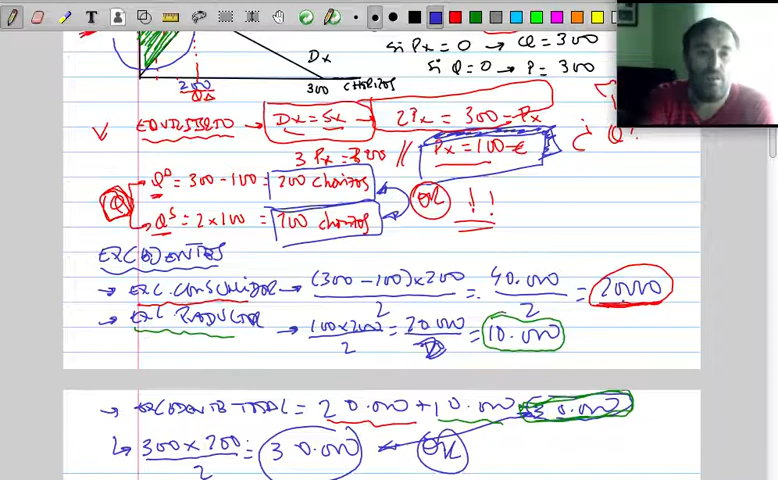 Dx
si Px = 0 → Q = 300
200
QΔ
300 CHORIZOS
si Q = 0 → P = 300
EQUILIBRIO → Dx = Sx → 2Px = 300 - Px
¿ Q?
3 Px = 300 // Px = 100 €
Q
Q^D = 300 - 100 = 200 chorizos
OK !!
Q^S = 2 x 100 = 200 chorizos
EXCEDENTES
→ EXC. CONSUMIDOR → (300 - 100) x 200 / 2 = 40.000 / 2 = 20.000
→ EXC PRODUCTOR → 100 x 200 / 2 = 20.000 / 2 = 10.000
→ EXCEDENTE TOTAL = 20.000 + 10.000 = 30.000
↳ 300 x 200 / 2 = 30.000 ← OK